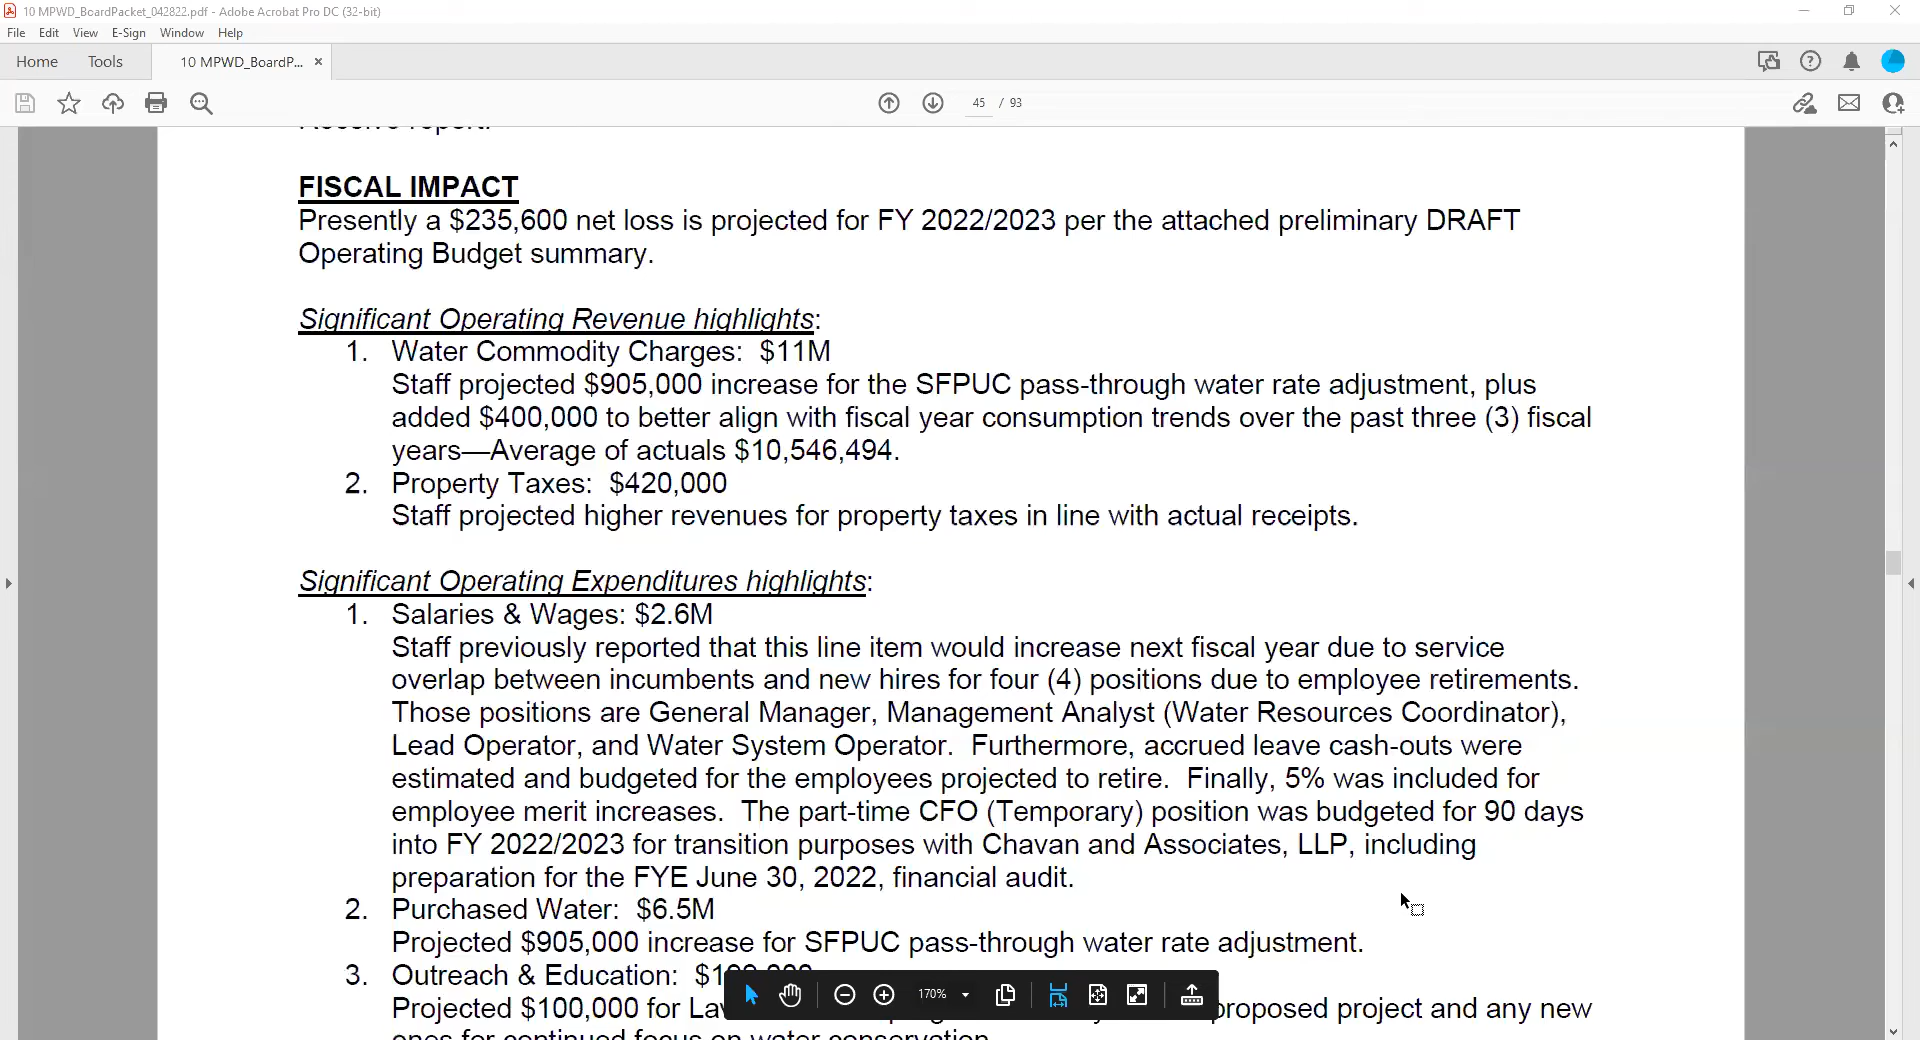 10 MPWD_BoardPacket_042822.pdf - Adobe Acrobat Pro DC (32-bit)
File Edit View E-Sign Window Help
Home Tools 10 MPWD_BoardP... ×
45 / 93
FISCAL IMPACT
Presently a $235,600 net loss is projected for FY 2022/2023 per the attached preliminary DRAFT
Operating Budget summary.
Significant Operating Revenue highlights:
1. Water Commodity Charges: $11M
Staff projected $905,000 increase for the SFPUC pass-through water rate adjustment, plus
added $400,000 to better align with fiscal year consumption trends over the past three (3) fiscal
years—Average of actuals $10,546,494.
2. Property Taxes: $420,000
Staff projected higher revenues for property taxes in line with actual receipts.
Significant Operating Expenditures highlights:
1. Salaries & Wages: $2.6M
Staff previously reported that this line item would increase next fiscal year due to service
overlap between incumbents and new hires for four (4) positions due to employee retirements.
Those positions are General Manager, Management Analyst (Water Resources Coordinator),
Lead Operator, and Water System Operator. Furthermore, accrued leave cash-outs were
estimated and budgeted for the employees projected to retire. Finally, 5% was included for
employee merit increases. The part-time CFO (Temporary) position was budgeted for 90 days
into FY 2022/2023 for transition purposes with Chavan and Associates, LLP, including
preparation for the FYE June 30, 2022, financial audit.
2. Purchased Water: $6.5M
Projected $905,000 increase for SFPUC pass-through water rate adjustment.
3. Outreach & Education:
170%
Projected $100,000 for proposed project and any new
ones for continued focus on water conservation